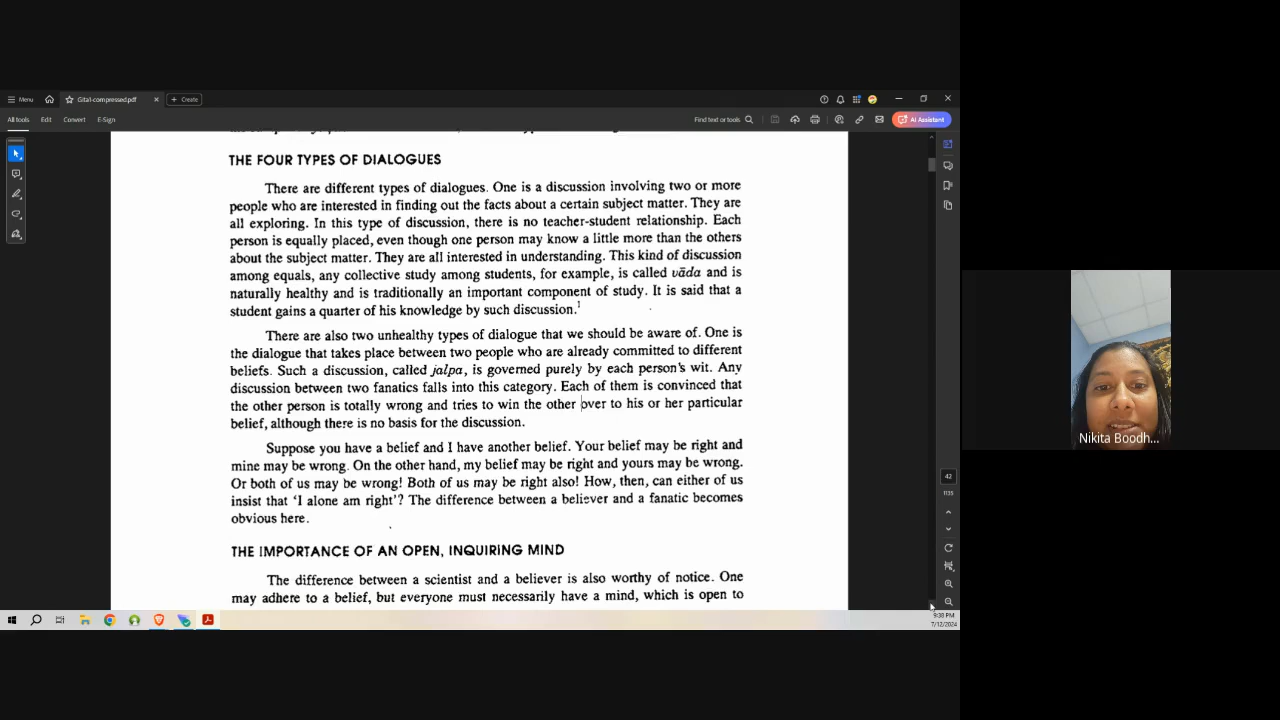 Menu
Gita1-compressed.pdf
Create
All tools
Edit
Convert
E-Sign
Find text or tools
AI Assistant
THE FOUR TYPES OF DIALOGUES
There are different types of dialogues. One is a discussion involving two or more
people who are interested in finding out the facts about a certain subject matter. They are
all exploring. In this type of discussion, there is no teacher-student relationship. Each
person is equally placed, even though one person may know a little more than the others
about the subject matter. They are all interested in understanding. This kind of discussion
among equals, any collective study among students, for example, is called vāda and is
naturally healthy and is traditionally an important component of study. It is said that a
student gains a quarter of his knowledge by such discussion.1
There are also two unhealthy types of dialogue that we should be aware of. One is
the dialogue that takes place between two people who are already committed to different
beliefs. Such a discussion, called jalpa, is governed purely by each person's wit. Any
discussion between two fanatics falls into this category. Each of them is convinced that
the other person is totally wrong and tries to win the other over to his or her particular
belief, although there is no basis for the discussion.
Suppose you have a belief and I have another belief. Your belief may be right and
mine may be wrong. On the other hand, my belief may be right and yours may be wrong.
Or both of us may be wrong! Both of us may be right also! How, then, can either of us
insist that 'I alone am right'? The difference between a believer and a fanatic becomes
obvious here.
THE IMPORTANCE OF AN OPEN, INQUIRING MIND
The difference between a scientist and a believer is also worthy of notice. One
may adhere to a belief, but everyone must necessarily have a mind, which is open to
42
1135
9:38 PM
7/12/2024
Nikita Boodh...